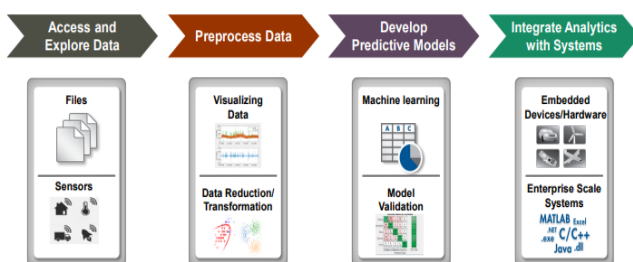 Access and
Explore Data
Preprocess Data
Develop
Predictive Models
Integrate Analytics
with Systems
Files
Sensors
Visualizing
Data
Data Reduction/
Transformation
Machine learning
A B C
Model
Validation
Embedded
Devices/Hardware
Enterprise Scale
Systems
MATLAB Excel
.NET
.exe C/C++
Java .dll